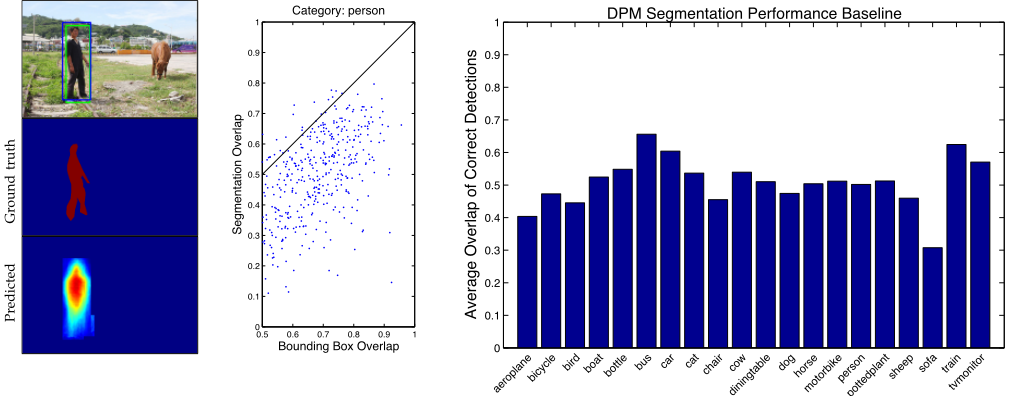 Ground truth
Predicted
Category: person
Segmentation Overlap
1
0.9
0.8
0.7
0.6
0.5
0.4
0.3
0.2
0.1
0
0.5 0.6 0.7 0.8 0.9 1
Bounding Box Overlap
DPM Segmentation Performance Baseline
Average Overlap of Correct Detections
1
0.9
0.8
0.7
0.6
0.5
0.4
0.3
0.2
0.1
0
aeroplane
bicycle
bird
boat
bottle
bus
car
cat
chair
cow
diningtable
dog
horse
motorbike
person
pottedplant
sheep
sofa
train
tvmonitor